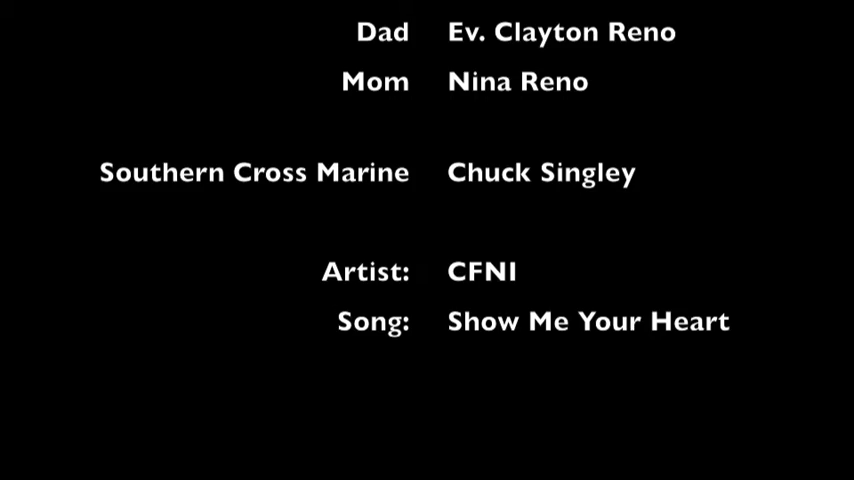 Dad Ev. Clayton Reno
Mom Nina Reno
Southern Cross Marine Chuck Singley
Artist: CFNI
Song: Show Me Your Heart